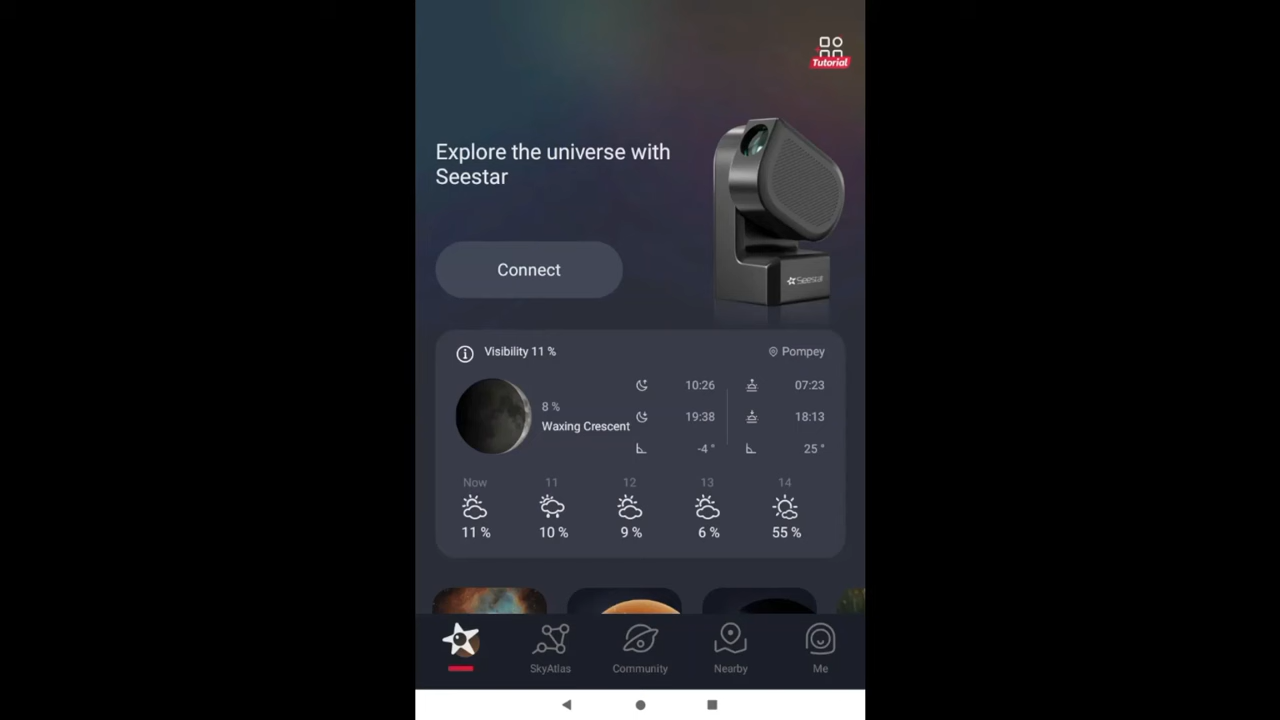 Tutorial
Explore the universe with
Seestar
Connect
Seestar
Visibility 11 %
Pompey
10:26
07:23
8 %
19:38
18:13
Waxing Crescent
-4 °
25 °
Now 11 12 13 14
11 % 10 % 9 % 6 % 55 %
SkyAtlas Community Nearby Me